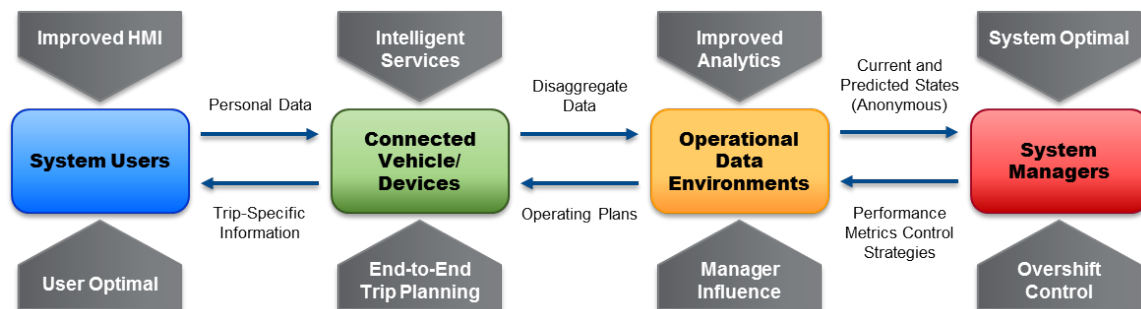 Improved HMI
Intelligent
Services
Improved
Analytics
System Optimal
Personal Data
Disaggregate
Data
Current and
Predicted States
(Anonymous)
System Users
Connected
Vehicle/
Devices
Operational
Data
Environments
System
Managers
Trip-Specific
Information
Operating Plans
Performance
Metrics Control
Strategies
User Optimal
End-to-End
Trip Planning
Manager
Influence
Overshift
Control